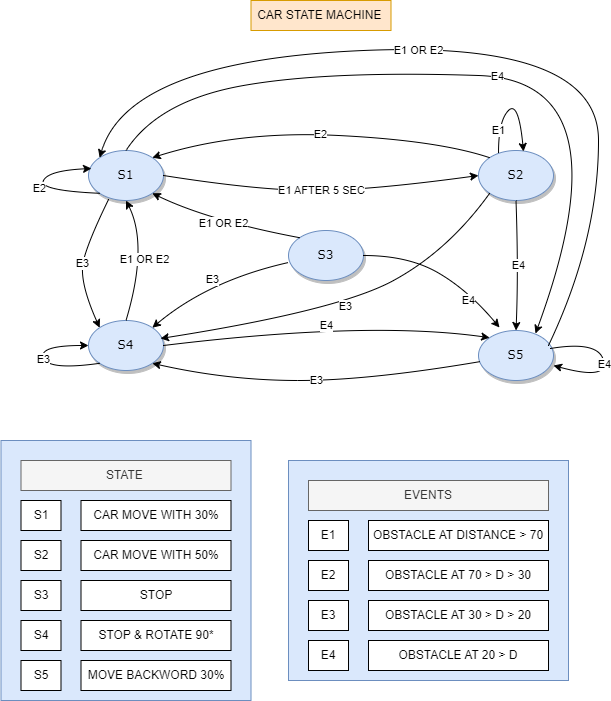 CAR STATE MACHINE
E1 OR E2
E4
E2
E1
S1
S2
E2
E1 AFTER 5 SEC
E1 OR E2
S3
E3
E1 OR E2
E4
E3
E4
E3
S4
E4
S5
E3
E4
E3
STATE
S1 CAR MOVE WITH 30%
S2 CAR MOVE WITH 50%
S3 STOP
S4 STOP & ROTATE 90*
S5 MOVE BACKWORD 30%
EVENTS
E1 OBSTACLE AT DISTANCE > 70
E2 OBSTACLE AT 70 > D > 30
E3 OBSTACLE AT 30 > D > 20
E4 OBSTACLE AT 20 > D